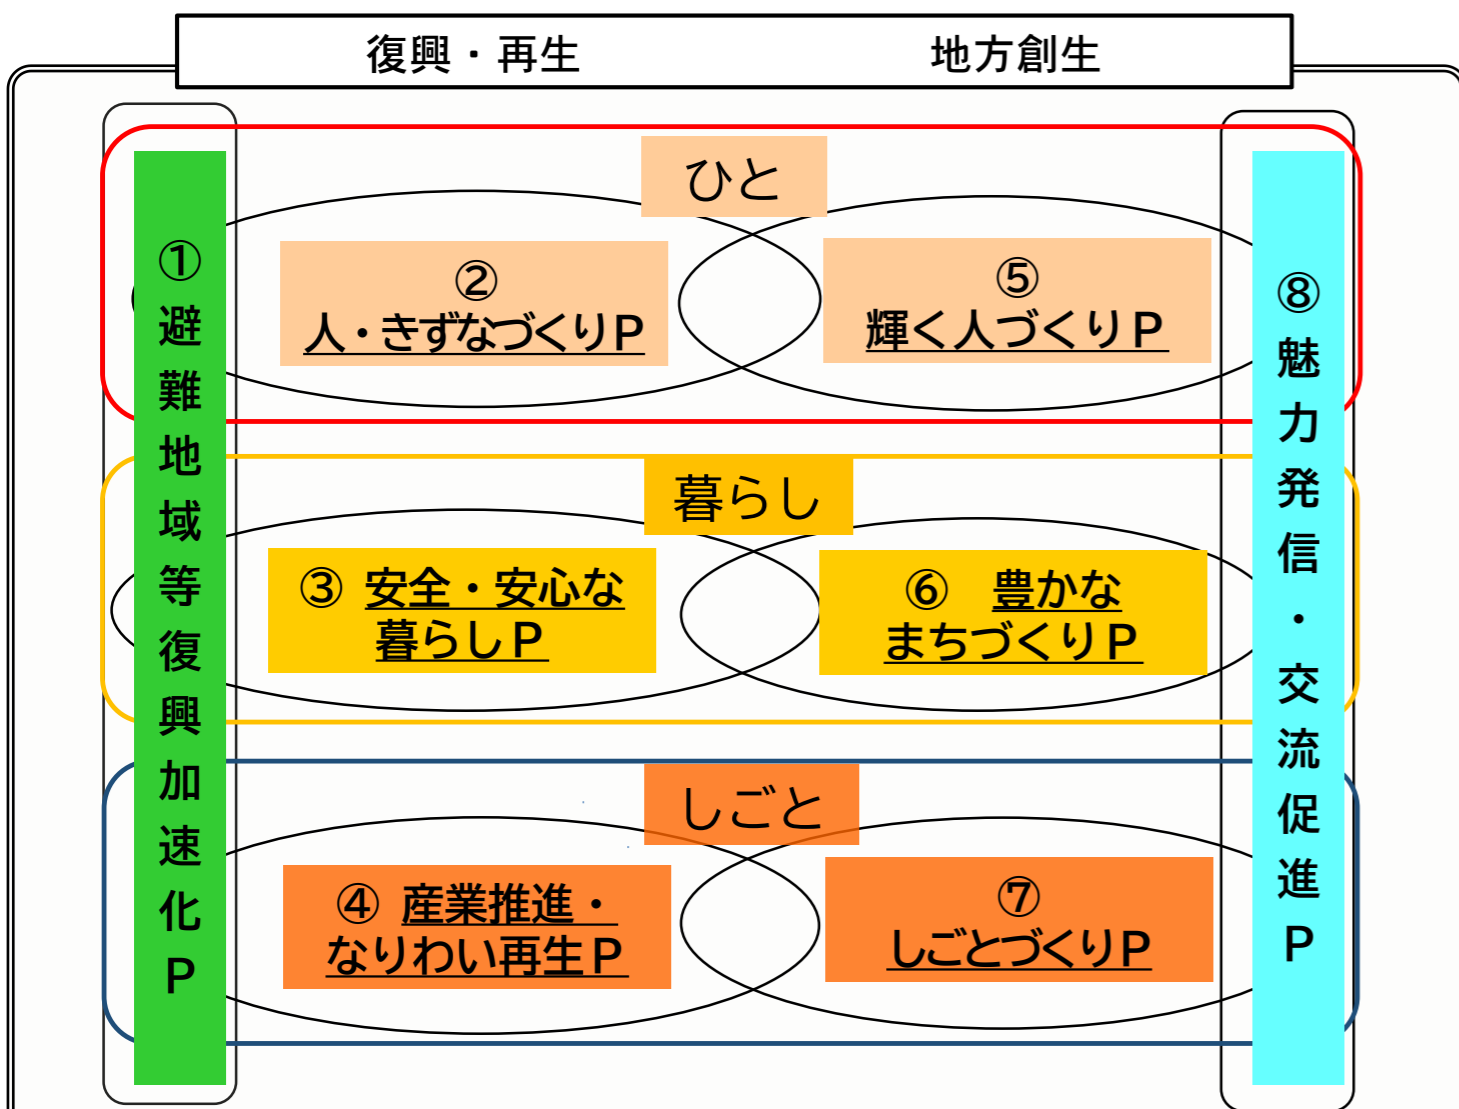 復興・再生 地方創生
①避難地域等復興加速化P
ひと
②
人・きずなづくりP
⑤
輝く人づくりP
暮らし
③ 安全・安心な
暮らしP
⑥ 豊かな
まちづくりP
しごと
④ 産業推進・
なりわい再生P
⑦
しごとづくりP
⑧魅力発信・交流促進P